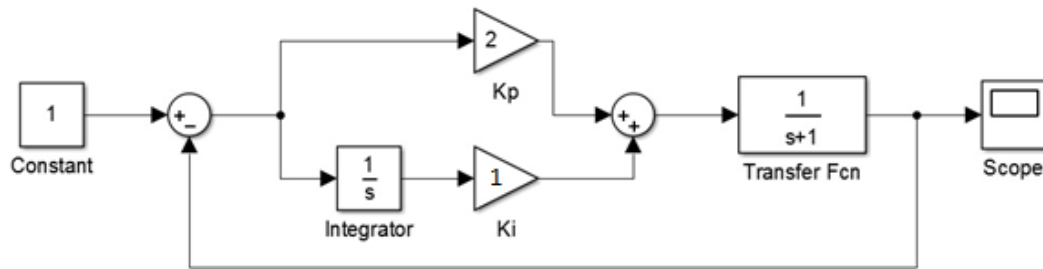 2
Kp
1
Constant
+
−
+
+
1
s+1
Transfer Fcn
Scope
1
s
Integrator
1
Ki